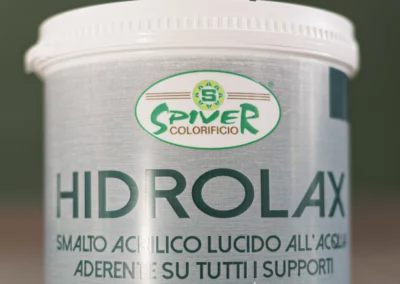 S
SPIVER
COLORIFICIO
HIDROLAX
SMALTO ACRILICO LUCIDO ALL'ACQUA
ADERENTE SU TUTTI I SUPPORTI